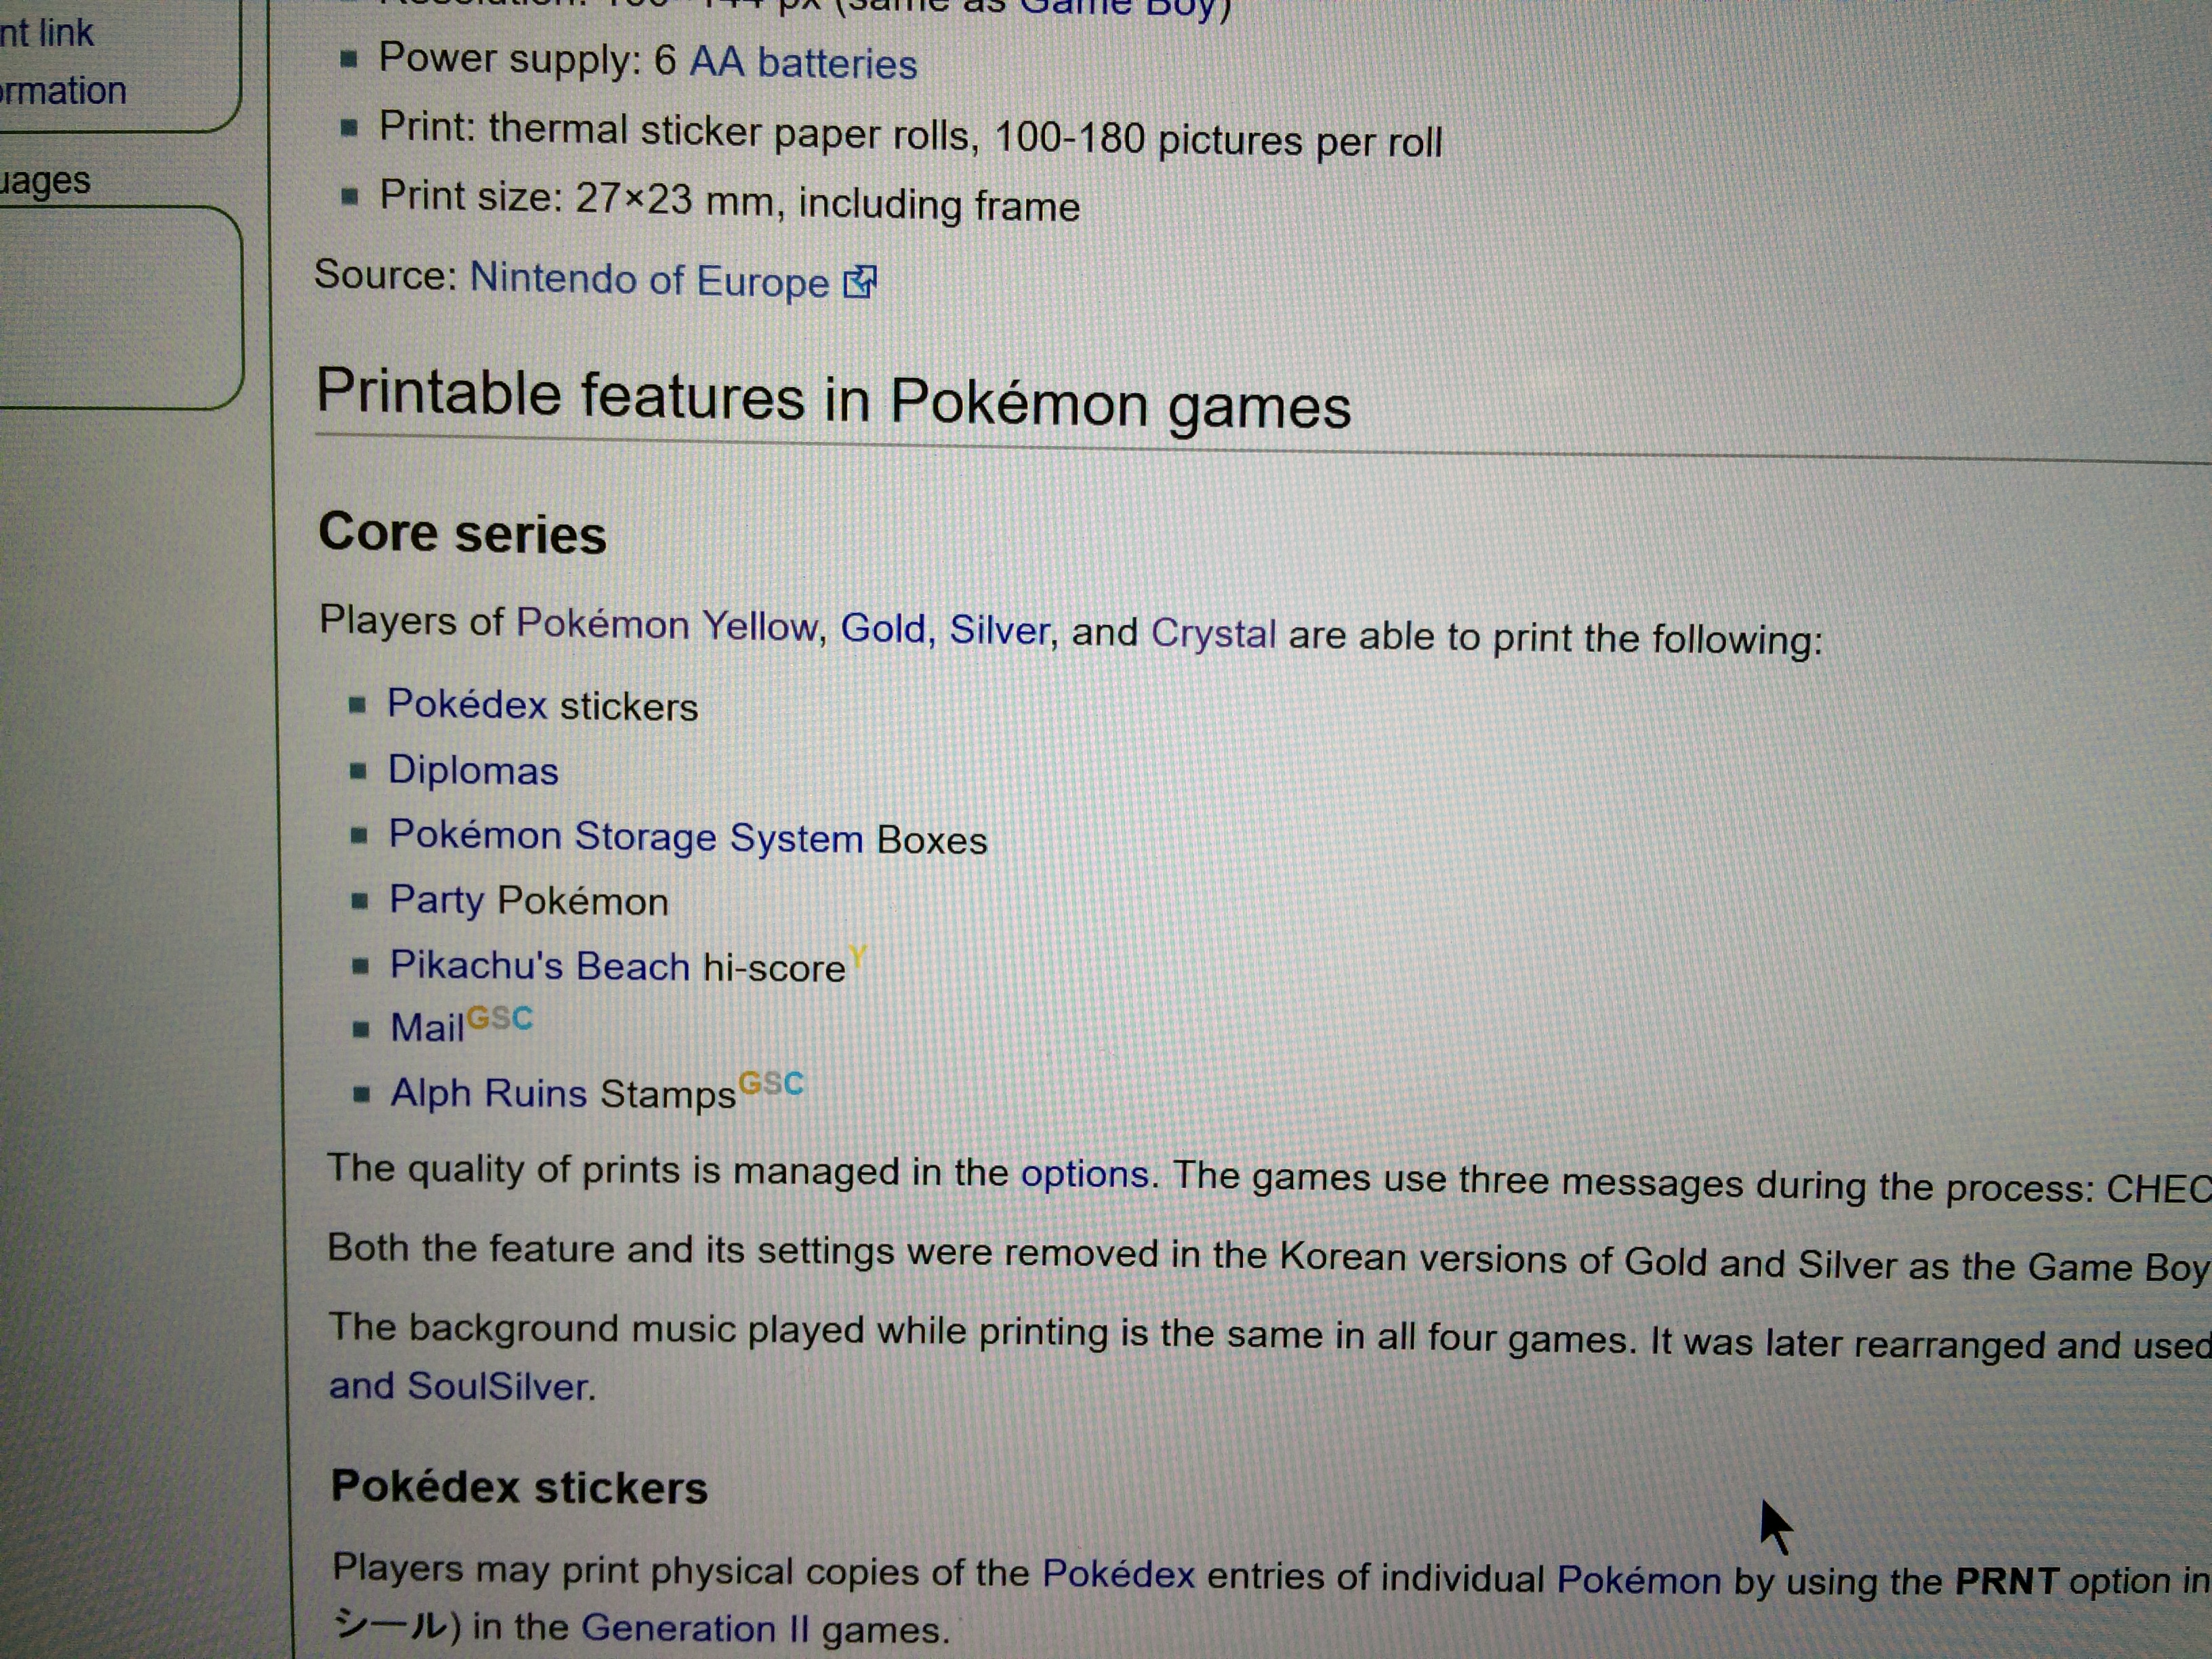 nt link
ormation
uages
(same as Game Boy)
Power supply: 6 AA batteries
Print: thermal sticker paper rolls, 100-180 pictures per roll
Print size: 27×23 mm, including frame
Source: Nintendo of Europe
Printable features in Pokémon games
Core series
Players of Pokémon Yellow, Gold, Silver, and Crystal are able to print the following:
Pokédex stickers
Diplomas
Pokémon Storage System Boxes
Party Pokémon
Pikachu's Beach hi-scoreY
MailGSC
Alph Ruins StampsGSC
The quality of prints is managed in the options. The games use three messages during the process: CHEC
Both the feature and its settings were removed in the Korean versions of Gold and Silver as the Game Boy
The background music played while printing is the same in all four games. It was later rearranged and used
and SoulSilver.
Pokédex stickers
Players may print physical copies of the Pokédex entries of individual Pokémon by using the PRNT option in
シール) in the Generation II games.